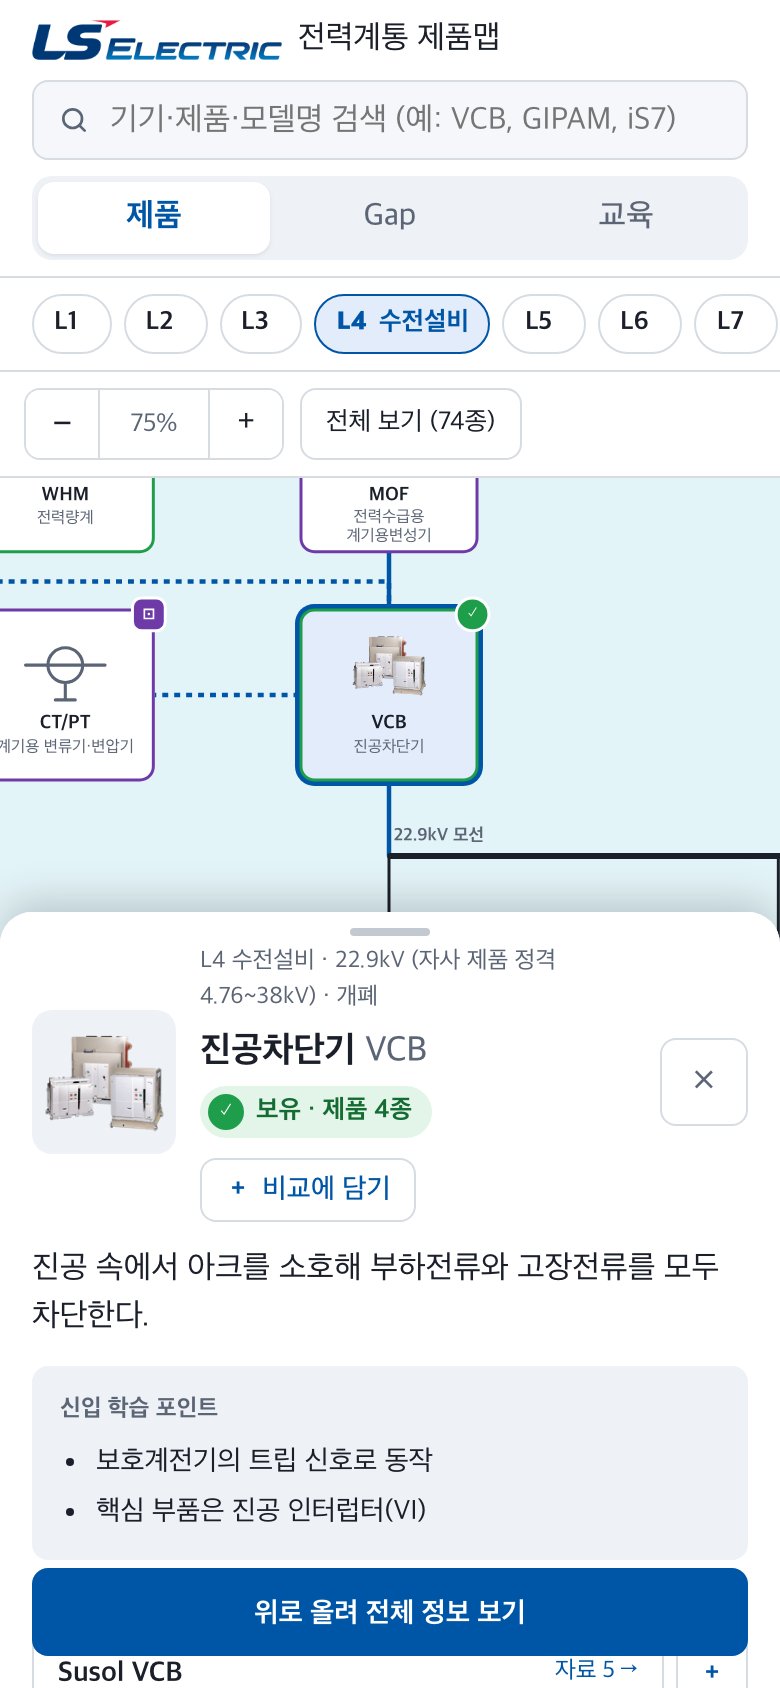 LS ELECTRIC 전력계통 제품맵
기기·제품·모델명 검색 (예: VCB, GIPAM, iS7)
제품 Gap 교육
L1 L2 L3 L4 수전설비 L5 L6 L7
− 75% + 전체 보기 (74종)
WHM
전력량계
MOF
전력수급용
계기용변성기
CT/PT
계기용 변류기·변압기
VCB
진공차단기
22.9kV 모선
L4 수전설비 · 22.9kV (자사 제품 정격
4.76~38kV) · 개폐
진공차단기 VCB
✓ 보유 · 제품 4종
×
+ 비교에 담기
진공 속에서 아크를 소호해 부하전류와 고장전류를 모두
차단한다.
신입 학습 포인트
• 보호계전기의 트립 신호로 동작
• 핵심 부품은 진공 인터럽터(VI)
위로 올려 전체 정보 보기
Susol VCB 자료 5 → +